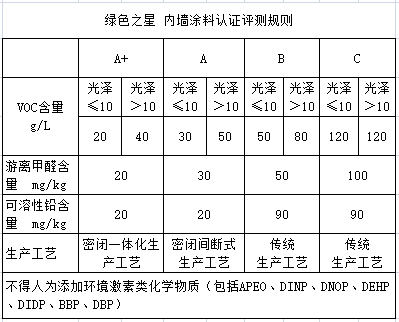 绿色之星 内墙涂料认证评测规则
A+ A B C
VOC含量 g/L
光泽≤10 光泽>10 光泽≤10 光泽>10 光泽≤10 光泽>10 光泽≤10 光泽>10
20 40 30 50 50 80 120 120
游离甲醛含量 mg/kg 20 30 50 100
可溶性铅含量 mg/kg 20 20 90 90
生产工艺 密闭一体化生产工艺 密闭间断式生产工艺 传统生产工艺 传统生产工艺
不得人为添加环境激素类化学物质（包括APEO、DINP、DNOP、DEHP
、DIDP、BBP、DBP）